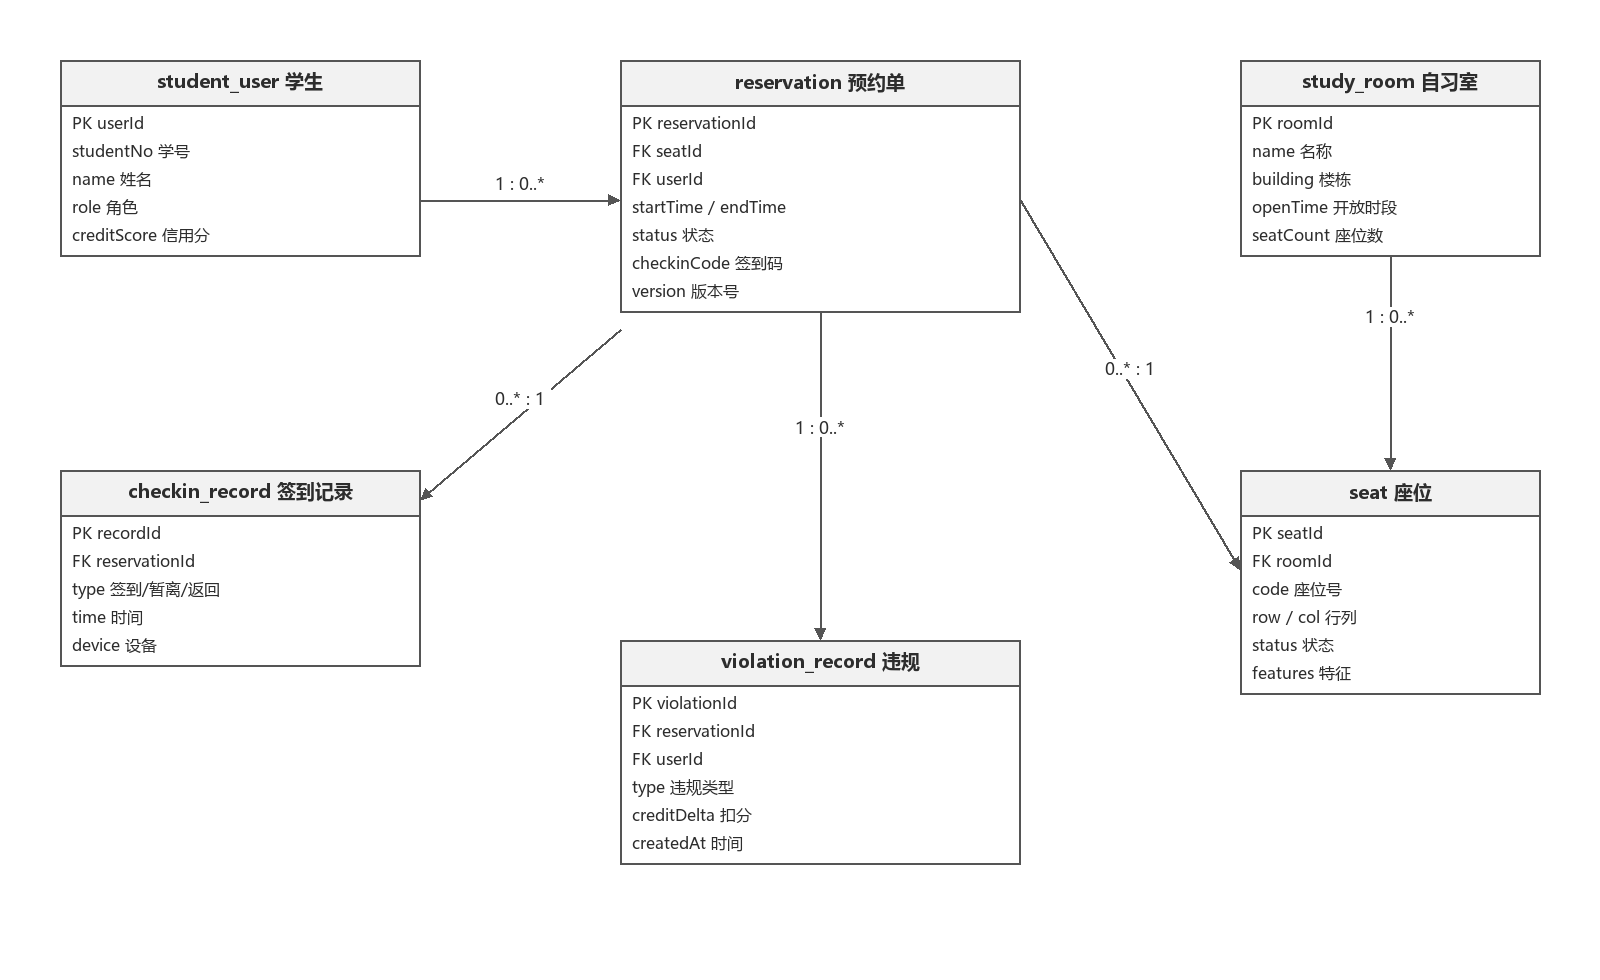 student_user 学生
PK userId
studentNo 学号
name 姓名
role 角色
creditScore 信用分
1 : 0..*
reservation 预约单
PK reservationId
FK seatId
FK userId
startTime / endTime
status 状态
checkinCode 签到码
version 版本号
study_room 自习室
PK roomId
name 名称
building 楼栋
openTime 开放时段
seatCount 座位数
1 : 0..*
0..* : 1
0..* : 1
1 : 0..*
checkin_record 签到记录
PK recordId
FK reservationId
type 签到/暂离/返回
time 时间
device 设备
seat 座位
PK seatId
FK roomId
code 座位号
row / col 行列
status 状态
features 特征
violation_record 违规
PK violationId
FK reservationId
FK userId
type 违规类型
creditDelta 扣分
createdAt 时间